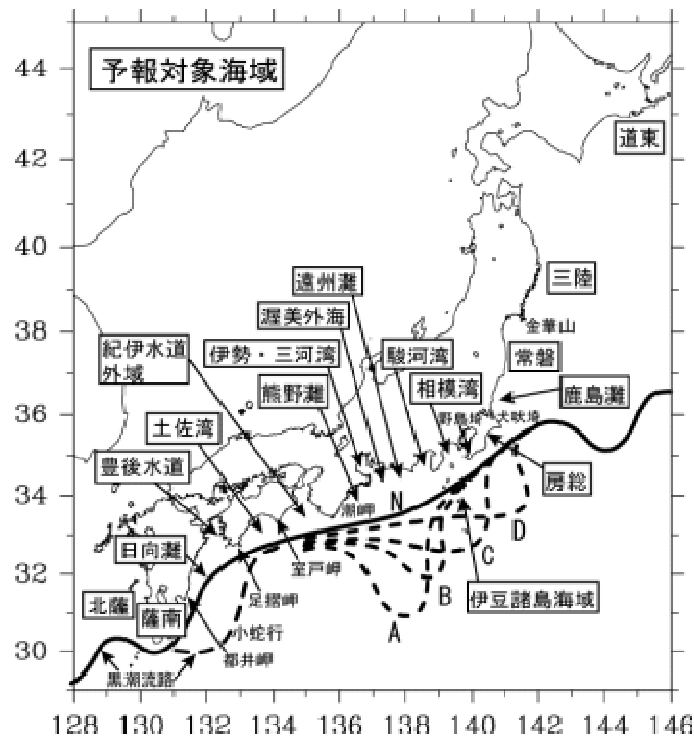 予報対象海域
44
42
40
38
36
34
32
30
128 130 132 134 136 138 140 142 144 146
道東
三陸
金華山
常磐
鹿島灘
犬吠埼
房総
遠州灘
渥美外海
伊勢・三河湾
駿河湾
相模湾
野島埼
熊野灘
紀伊水道
外域
土佐湾
豊後水道
日向灘
北薩
薩南
潮岬
室戸岬
足摺岬
都井岬
小蛇行
黒潮流路
伊豆諸島海域
N
A
B
C
D